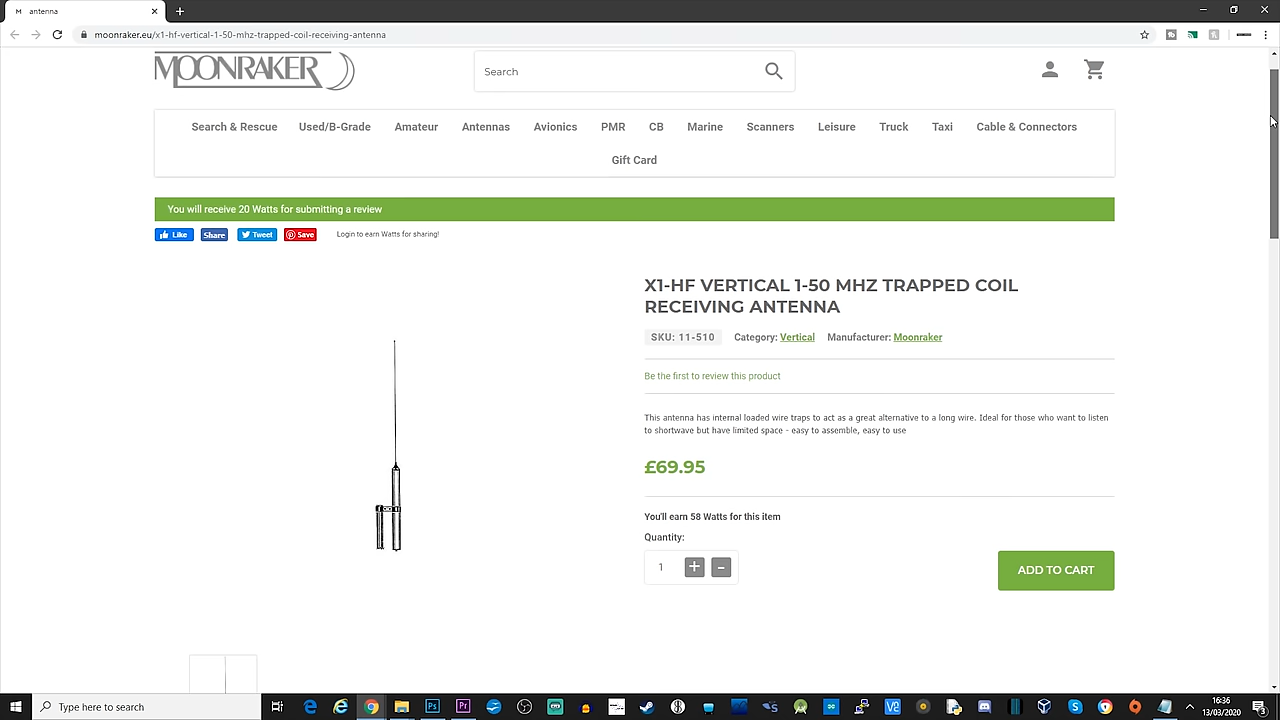 antenna
moonraker.eu/x1-hf-vertical-1-50-mhz-trapped-coil-receiving-antenna
MOONRAKER
Search
Search & Rescue Used/B-Grade Amateur Antennas Avionics PMR CB Marine Scanners Leisure Truck Taxi Cable & Connectors
Gift Card
You will receive 20 Watts for submitting a review
Like Share Tweet Save Login to earn Watts for sharing!
X1-HF VERTICAL 1-50 MHZ TRAPPED COIL
RECEIVING ANTENNA
SKU: 11-510 Category: Vertical Manufacturer: Moonraker
Be the first to review this product
This antenna has internal loaded wire traps to act as a great alternative to a long wire. Ideal for those who want to listen
to shortwave but have limited space - easy to assemble, easy to use
£69.95
You'll earn 58 Watts for this item
Quantity:
1 + -
ADD TO CART
Type here to search
16:36
13/03/2020